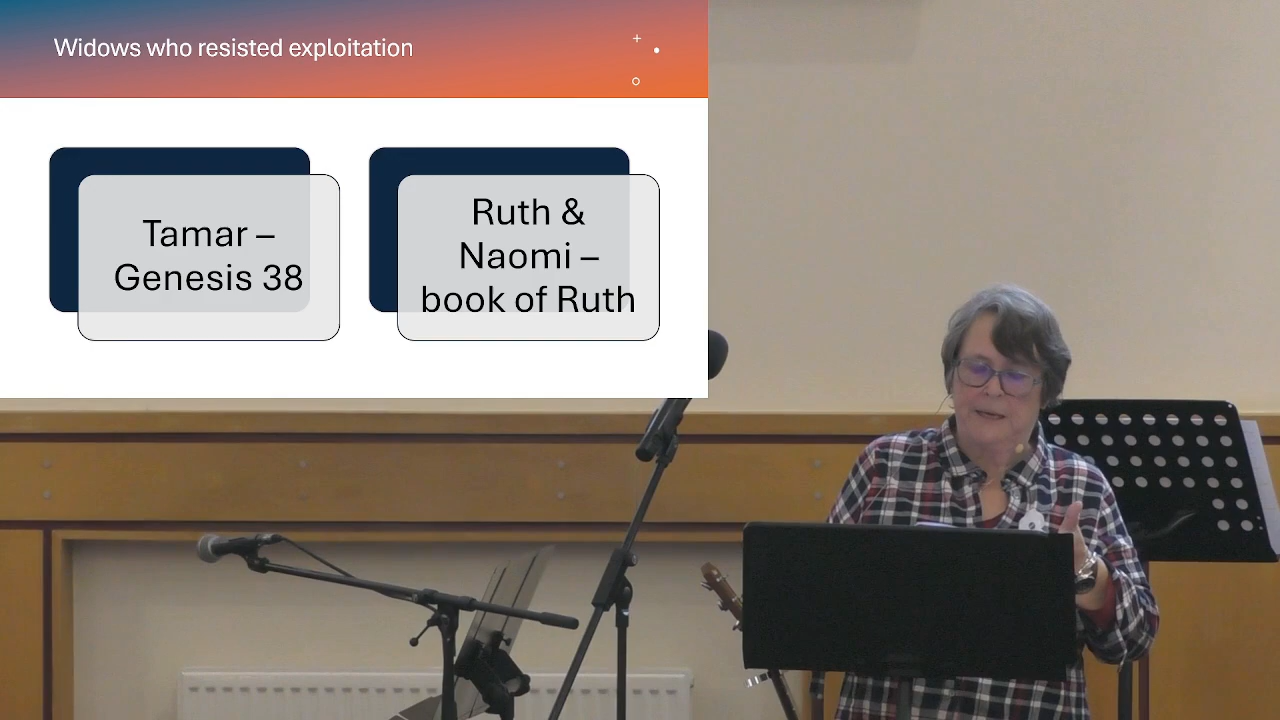 Widows who resisted exploitation
Tamar –
Genesis 38
Ruth &
Naomi –
book of Ruth